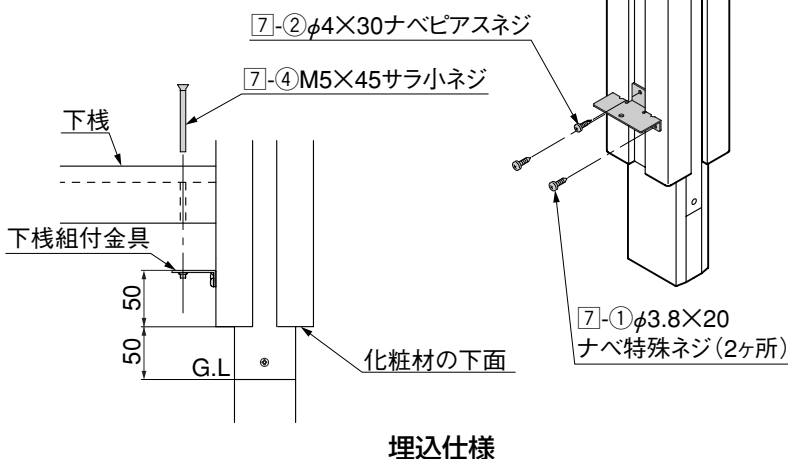 7-②φ4×30ナベピアスネジ
7-④M5×45サラ小ネジ
下桟
下桟組付金具
50
50
G.L
化粧材の下面
7-①φ3.8×20
ナベ特殊ネジ(2ヶ所)
埋込仕様